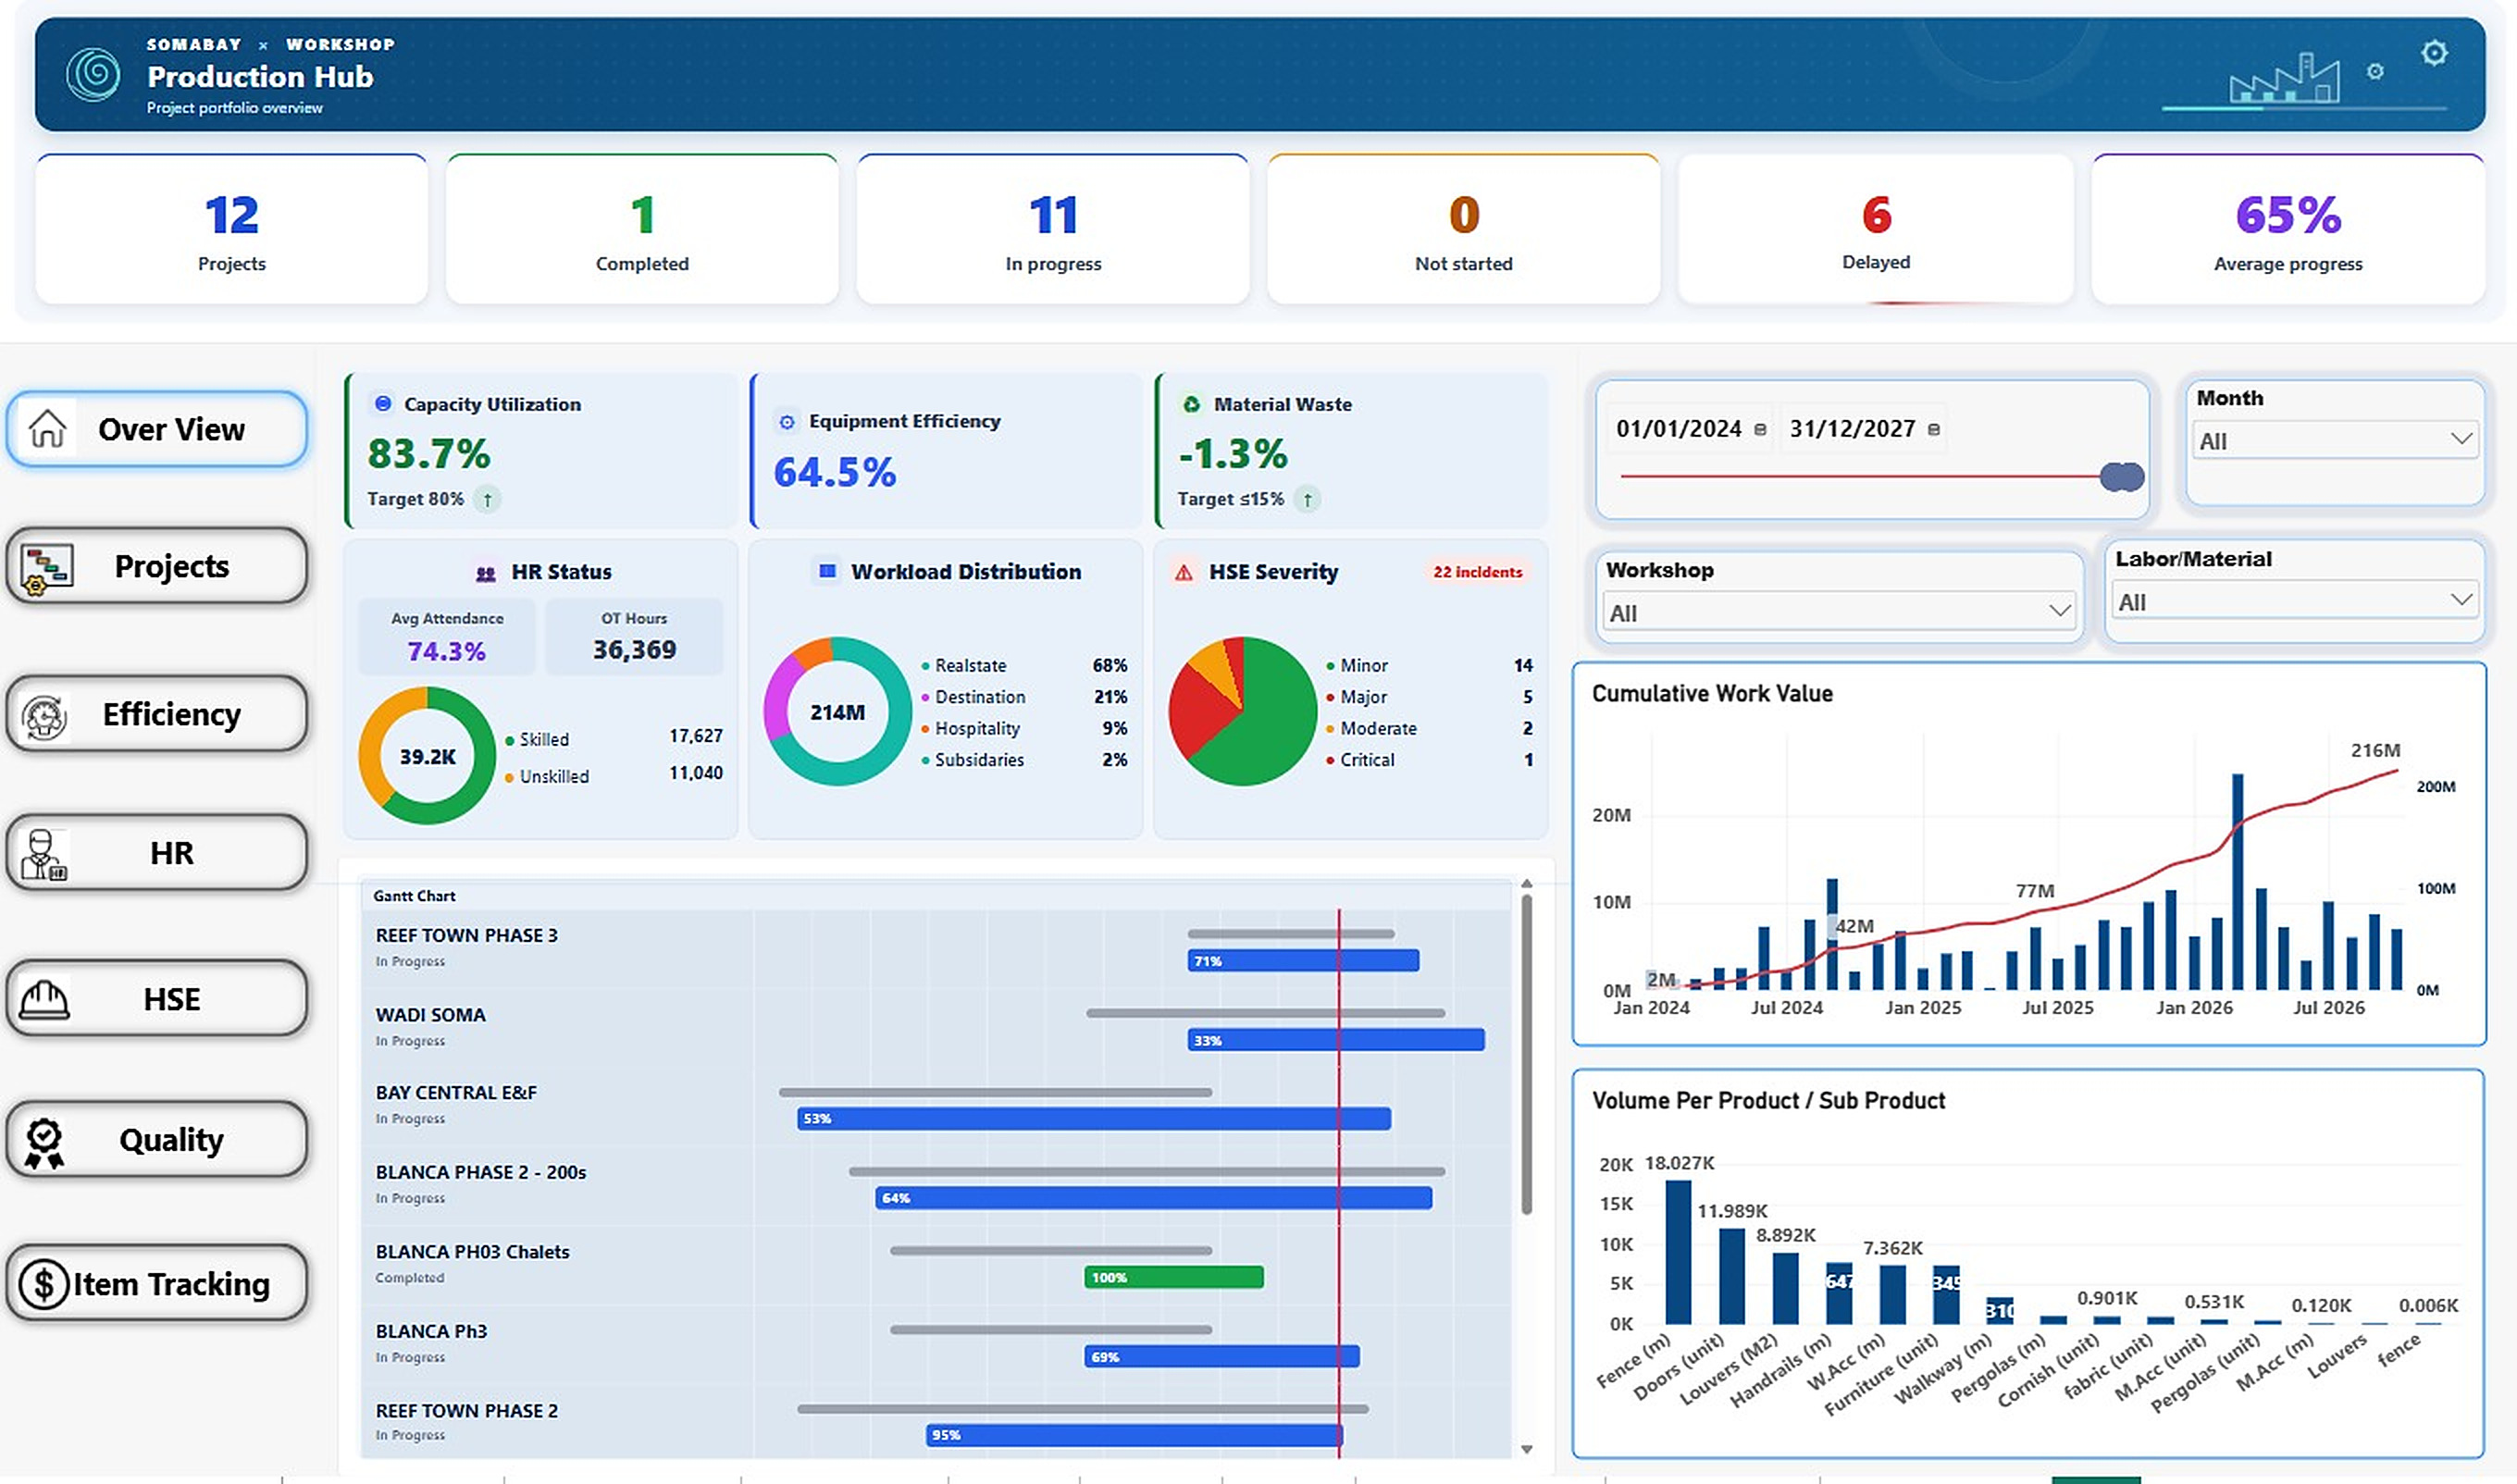 SOMABAY × WORKSHOP
Production Hub
Project portfolio overview
12
Projects
1
Completed
11
In progress
0
Not started
6
Delayed
65%
Average progress
Over View
Projects
Efficiency
HR
HSE
Quality
Item Tracking
Capacity Utilization
83.7%
Target 80% ↑
Equipment Efficiency
64.5%
Material Waste
-1.3%
Target ≤15% ↑
HR Status
Avg Attendance
74.3%
OT Hours
36,369
39.2K
Skilled 17,627
Unskilled 11,040
Workload Distribution
214M
Realstate 68%
Destination 21%
Hospitality 9%
Subsidaries 2%
HSE Severity 22 incidents
Minor 14
Major 5
Moderate 2
Critical 1
Gantt Chart
REEF TOWN PHASE 3
In Progress
71%
WADI SOMA
In Progress
33%
BAY CENTRAL E&F
In Progress
53%
BLANCA PHASE 2 - 200s
In Progress
64%
BLANCA PH03 Chalets
Completed
100%
BLANCA Ph3
In Progress
69%
REEF TOWN PHASE 2
In Progress
95%
01/01/2024 31/12/2027
Month
All
Workshop
All
Labor/Material
All
Cumulative Work Value
216M
200M
20M
77M
100M
10M
42M
2M
0M
0M
Jan 2024 Jul 2024 Jan 2025 Jul 2025 Jan 2026 Jul 2026
Volume Per Product / Sub Product
20K
15K
10K
5K
0K
18.027K
11.989K
8.892K
647
7.362K
345
310
0.901K
0.531K
0.120K
0.006K
Fence (m)
Doors (unit)
Louvers (M2)
Handrails (m)
W.Acc (m)
Furniture (unit)
Walkway (m)
Pergolas (m)
Cornish (unit)
fabric (unit)
M.Acc (unit)
Pergolas (unit)
M.Acc (m)
Louvers
fence